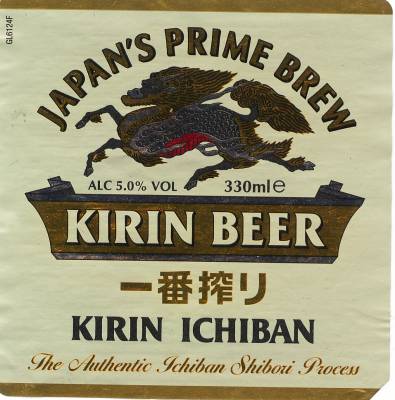 GL6124F
JAPAN'S PRIME BREW
ALC 5.0% VOL 330ml ℮
KIRIN BEER
一番搾り
KIRIN ICHIBAN
The Authentic Ichiban Shibori Process